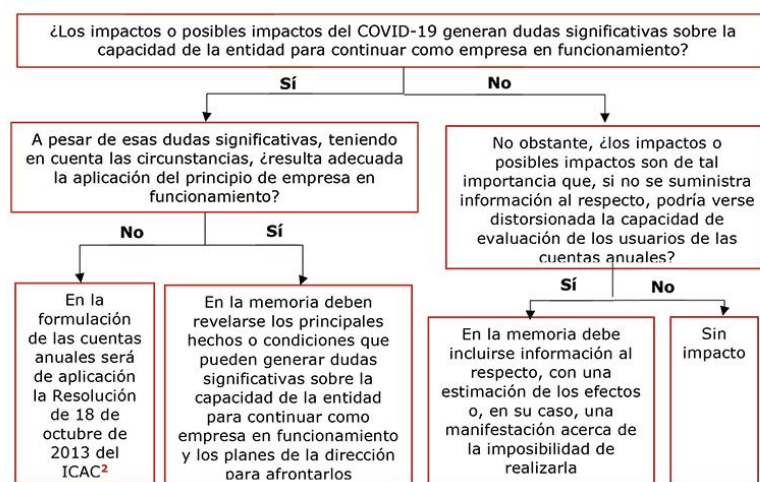 ¿Los impactos o posibles impactos del COVID-19 generan dudas significativas sobre la
capacidad de la entidad para continuar como empresa en funcionamiento?
Sí
No
A pesar de esas dudas significativas, teniendo
en cuenta las circunstancias, ¿resulta adecuada
la aplicación del principio de empresa en
funcionamiento?
No obstante, ¿los impactos o
posibles impactos son de tal
importancia que, si no se suministra
información al respecto, podría verse
distorsionada la capacidad de
evaluación de los usuarios de las
cuentas anuales?
No
Sí
Sí
No
En la
formulación
de las cuentas
anuales será
de aplicación
la Resolución
de 18 de
octubre de
2013 del
ICAC²
En la memoria deben
revelarse los principales
hechos o condiciones que
pueden generar dudas
significativas sobre la
capacidad de la entidad
para continuar como
empresa en funcionamiento
y los planes de la dirección
para afrontarlos
En la memoria debe
incluirse información al
respecto, con una
estimación de los efectos
o, en su caso, una
manifestación acerca de
la imposibilidad de
realizarla
Sin
impacto